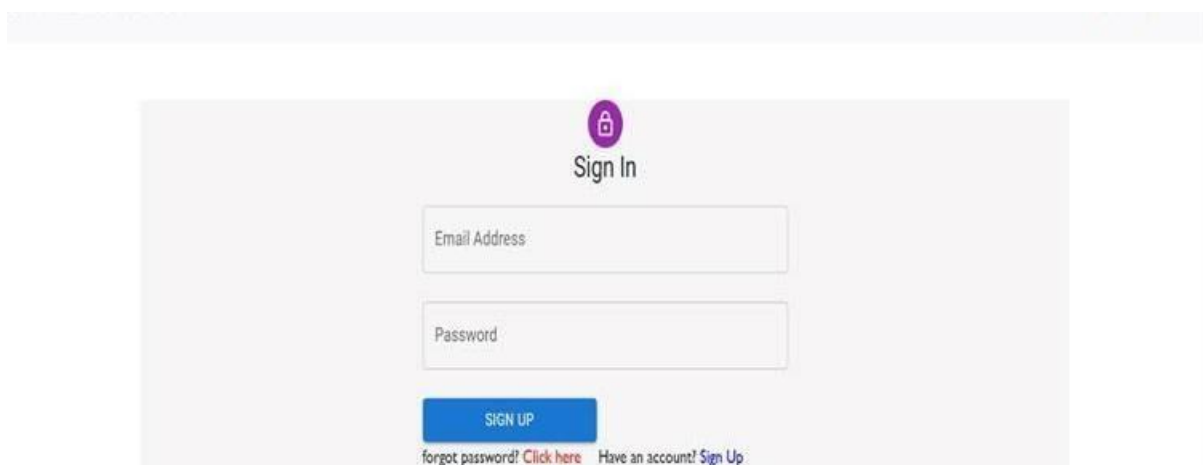 Sign In
Email Address
Password
SIGN UP
forgot password? Click here Have an account? Sign Up